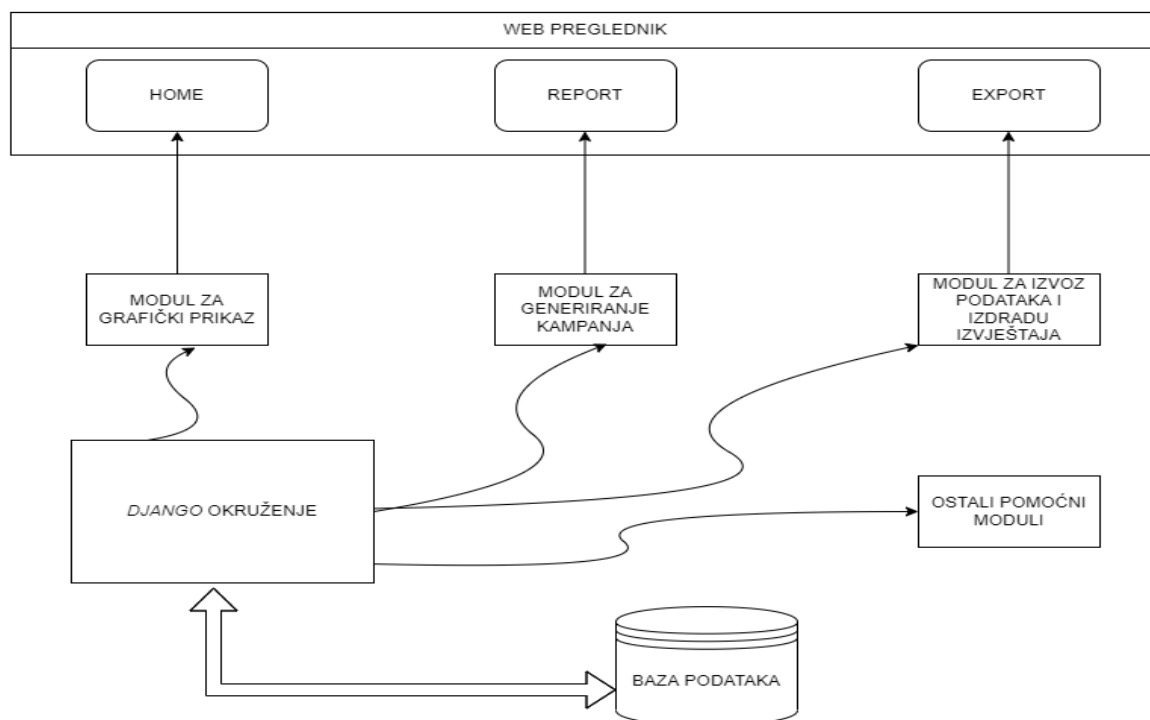 WEB PREGLEDNIK
HOME
REPORT
EXPORT
MODUL ZA
GRAFIČKI PRIKAZ
MODUL ZA
GENERIRANJE
KAMPANJA
MODUL ZA IZVOZ
PODATAKA I
IZDRADU
IZVJEŠTAJA
DJANGO OKRUŽENJE
OSTALI POMOĆNI
MODULI
BAZA PODATAKA